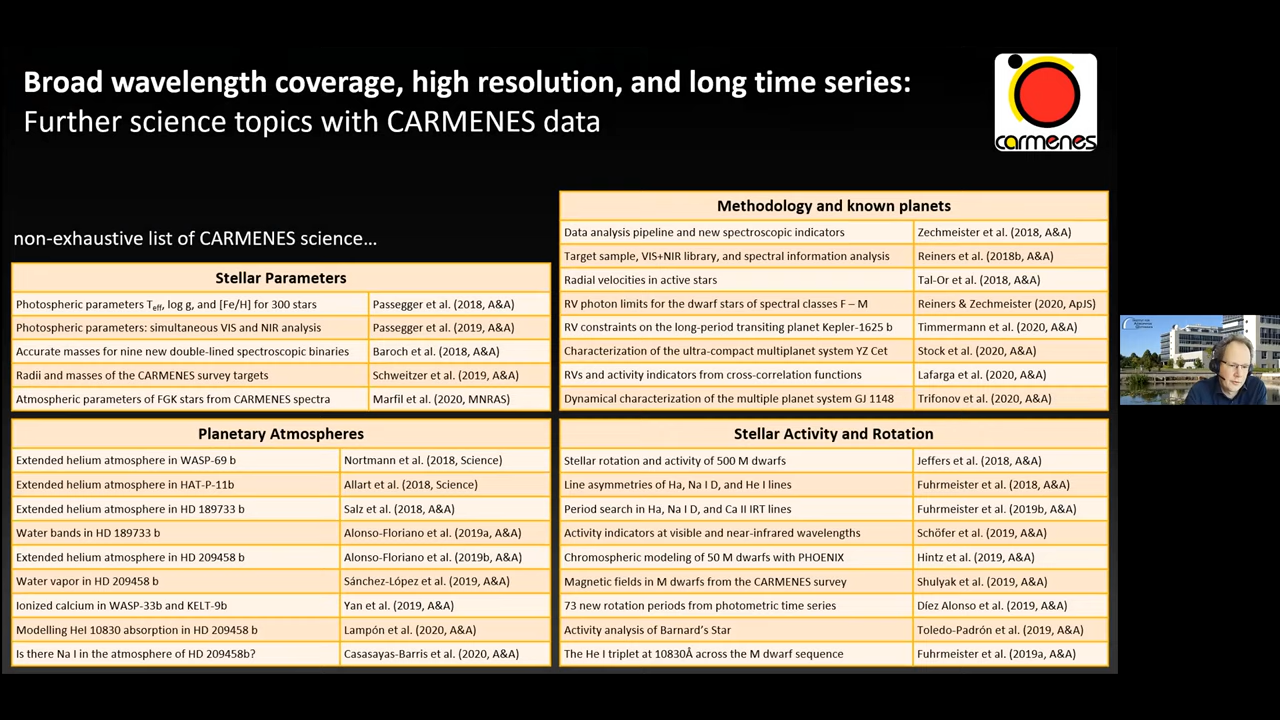 Broad wavelength coverage, high resolution, and long time series:
Further science topics with CARMENES data
carmenes
non-exhaustive list of CARMENES science...
Stellar Parameters
Photospheric parameters Teff, log g, and [Fe/H] for 300 stars Passegger et al. (2018, A&A)
Photospheric parameters: simultaneous VIS and NIR analysis Passegger et al. (2019, A&A)
Accurate masses for nine new double-lined spectroscopic binaries Baroch et al. (2018, A&A)
Radii and masses of the CARMENES survey targets Schweitzer et al. (2019, A&A)
Atmospheric parameters of FGK stars from CARMENES spectra Marfil et al. (2020, MNRAS)
Methodology and known planets
Data analysis pipeline and new spectroscopic indicators Zechmeister et al. (2018, A&A)
Target sample, VIS+NIR library, and spectral information analysis Reiners et al. (2018b, A&A)
Radial velocities in active stars Tal-Or et al. (2018, A&A)
RV photon limits for the dwarf stars of spectral classes F – M Reiners & Zechmeister (2020, ApJS)
RV constraints on the long-period transiting planet Kepler-1625 b Timmermann et al. (2020, A&A)
Characterization of the ultra-compact multiplanet system YZ Cet Stock et al. (2020, A&A)
RVs and activity indicators from cross-correlation functions Lafarga et al. (2020, A&A)
Dynamical characterization of the multiple planet system GJ 1148 Trifonov et al. (2020, A&A)
Planetary Atmospheres
Extended helium atmosphere in WASP-69 b Nortmann et al. (2018, Science)
Extended helium atmosphere in HAT-P-11b Allart et al. (2018, Science)
Extended helium atmosphere in HD 189733 b Salz et al. (2018, A&A)
Water bands in HD 189733 b Alonso-Floriano et al. (2019a, A&A)
Extended helium atmosphere in HD 209458 b Alonso-Floriano et al. (2019b, A&A)
Water vapor in HD 209458 b Sánchez-López et al. (2019, A&A)
Ionized calcium in WASP-33b and KELT-9b Yan et al. (2019, A&A)
Modelling HeI 10830 absorption in HD 209458 b Lampón et al. (2020, A&A)
Is there Na I in the atmosphere of HD 209458b? Casasayas-Barris et al. (2020, A&A)
Stellar Activity and Rotation
Stellar rotation and activity of 500 M dwarfs Jeffers et al. (2018, A&A)
Line asymmetries of Ha, Na I D, and He I lines Fuhrmeister et al. (2018, A&A)
Period search in Ha, Na I D, and Ca II IRT lines Fuhrmeister et al. (2019b, A&A)
Activity indicators at visible and near-infrared wavelengths Schöfer et al. (2019, A&A)
Chromospheric modeling of 50 M dwarfs with PHOENIX Hintz et al. (2019, A&A)
Magnetic fields in M dwarfs from the CARMENES survey Shulyak et al. (2019, A&A)
73 new rotation periods from photometric time series Díez Alonso et al. (2019, A&A)
Activity analysis of Barnard's Star Toledo-Padrón et al. (2019, A&A)
The He I triplet at 10830Å across the M dwarf sequence Fuhrmeister et al. (2019a, A&A)